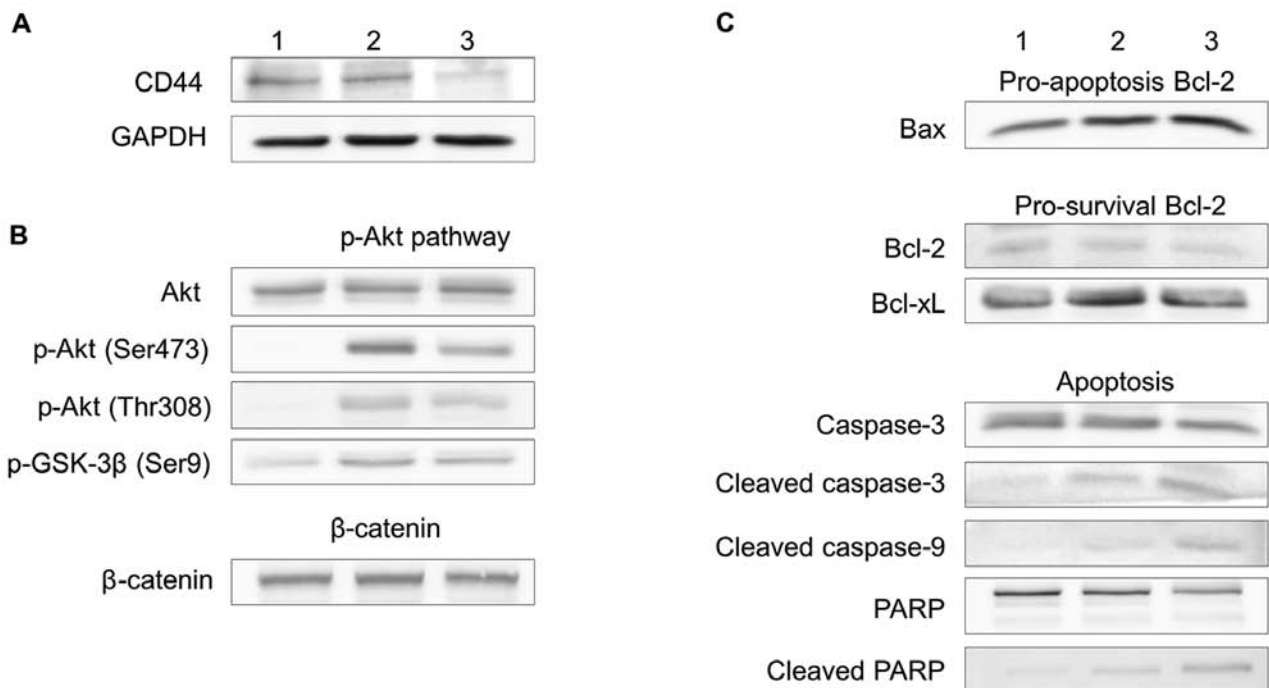 A
1 2 3
CD44
GAPDH
B
p-Akt pathway
Akt
p-Akt (Ser473)
p-Akt (Thr308)
p-GSK-3β (Ser9)
β-catenin
β-catenin
C
1 2 3
Pro-apoptosis Bcl-2
Bax
Pro-survival Bcl-2
Bcl-2
Bcl-xL
Apoptosis
Caspase-3
Cleaved caspase-3
Cleaved caspase-9
PARP
Cleaved PARP